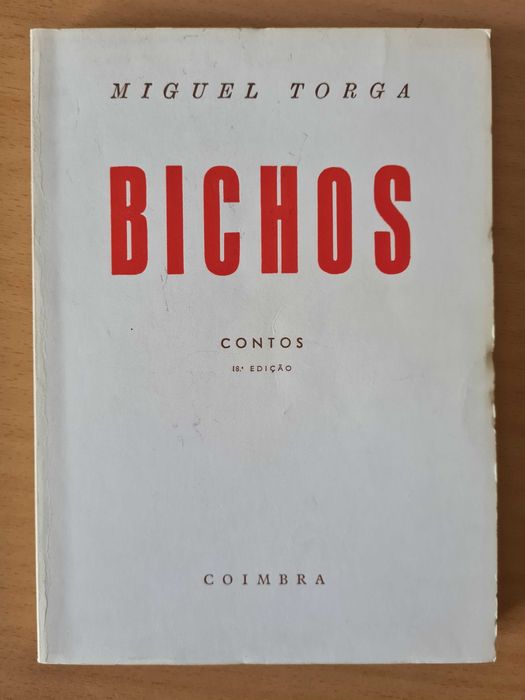 MIGUEL TORGA
BICHOS
CONTOS
18.ª EDIÇÃO
COIMBRA